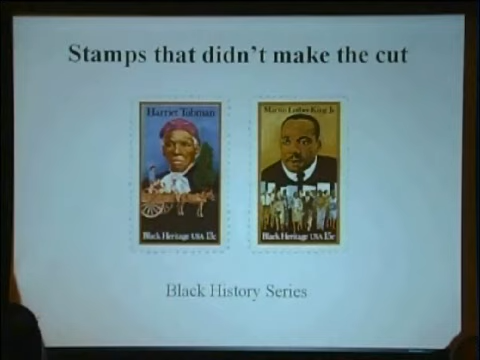 Stamps that didn't make the cut
Harriet Tubman
Martin Luther King Jr.
Black Heritage USA 13c
Black Heritage USA 15c
Black History Series